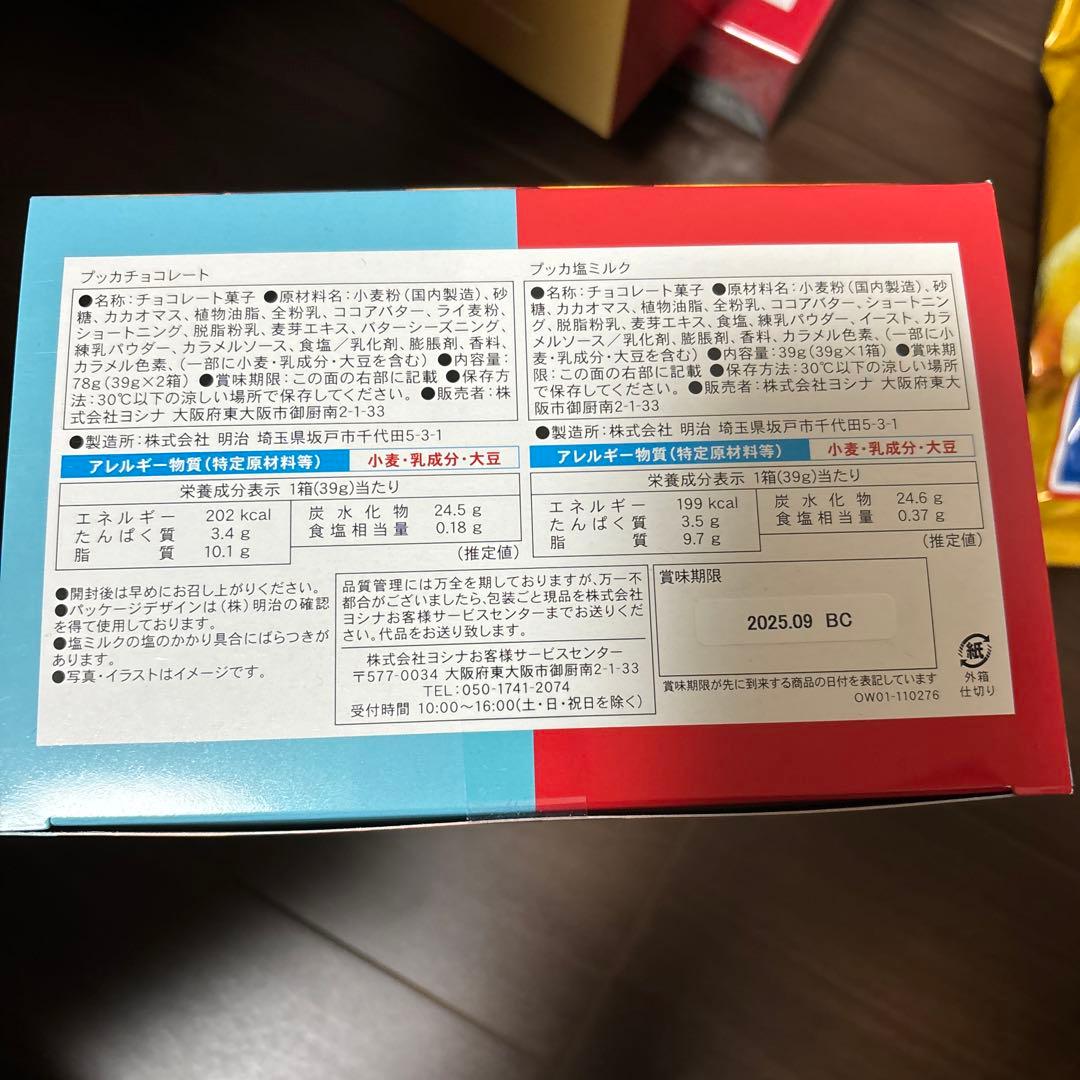 プッカチョコレート
●名称：チョコレート菓子 ●原材料名：小麦粉（国内製造）、砂
糖、カカオマス、植物油脂、全粉乳、ココアバター、ライ麦粉、
ショートニング、脱脂粉乳、麦芽エキス、バターシーズニング、
練乳パウダー、カラメルソース、食塩／乳化剤、膨脹剤、香料、
カラメル色素、（一部に小麦・乳成分・大豆を含む） ●内容量：
78g（39g×2箱） ●賞味期限：この面の右部に記載 ●保存方
法：30℃以下の涼しい場所で保存してください。 ●販売者：株
式会社ヨシナ 大阪府東大阪市御厨南2-1-33
●製造所：株式会社 明治 埼玉県坂戸市千代田5-3-1
アレルギー物質（特定原材料等） 小麦・乳成分・大豆
栄養成分表示 1箱(39g)当たり
エネルギー 202 kcal 炭水化物 24.5 g
たんぱく質 3.4 g 食塩相当量 0.18 g
脂質 10.1 g
（推定値）
プッカ塩ミルク
●名称：チョコレート菓子 ●原材料名：小麦粉（国内製造）、砂
糖、カカオマス、植物油脂、全粉乳、ココアバター、ショートニン
グ、脱脂粉乳、麦芽エキス、食塩、練乳パウダー、イースト、カラ
メルソース／乳化剤、膨脹剤、香料、カラメル色素、（一部に小
麦・乳成分・大豆を含む） ●内容量：39g（39g×1箱） ●賞味期
限：この面の右部に記載 ●保存方法：30℃以下の涼しい場所
で保存してください。 ●販売者：株式会社ヨシナ 大阪府東大
阪市御厨南2-1-33
●製造所：株式会社 明治 埼玉県坂戸市千代田5-3-1
アレルギー物質（特定原材料等） 小麦・乳成分・大豆
栄養成分表示 1箱(39g)当たり
エネルギー 199 kcal 炭水化物 24.6 g
たんぱく質 3.5 g 食塩相当量 0.37 g
脂質 9.7 g
（推定値）
●開封後は早めにお召し上がりください。
●パッケージデザインは（株）明治の確認
を得て使用しております。
●塩ミルクの塩のかかり具合にばらつきが
あります。
●写真・イラストはイメージです。
品質管理には万全を期しておりますが、万一不
都合がございましたら、包装ごと現品を株式会社
ヨシナお客様サービスセンターまでお送りくだ
さい。代品をお送り致します。
株式会社ヨシナお客様サービスセンター
〒577-0034 大阪府東大阪市御厨南2-1-33
TEL：050-1741-2074
受付時間 10:00～16:00（土・日・祝日を除く）
賞味期限
2025.09 BC
賞味期限が先に到来する商品の日付を表記しています
OW01-110276
紙
外箱
仕切り